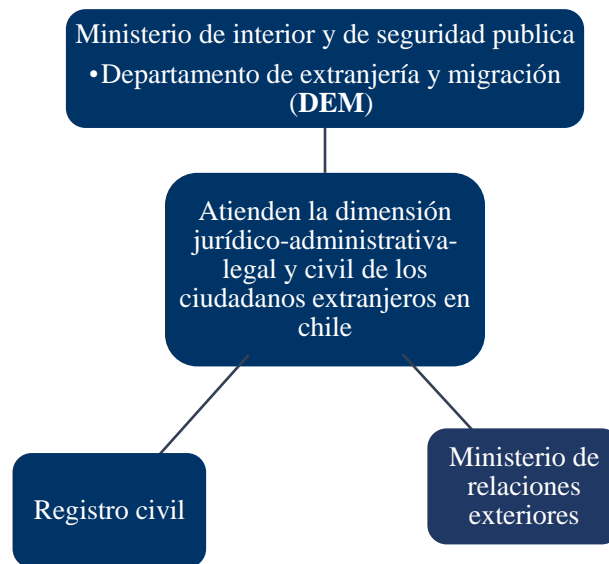 Ministerio de interior y de seguridad publica
•Departamento de extranjería y migración
(DEM)
Atienden la dimensión
jurídico-administrativa-
legal y civil de los
ciudadanos extranjeros en
chile
Registro civil
Ministerio de
relaciones
exteriores